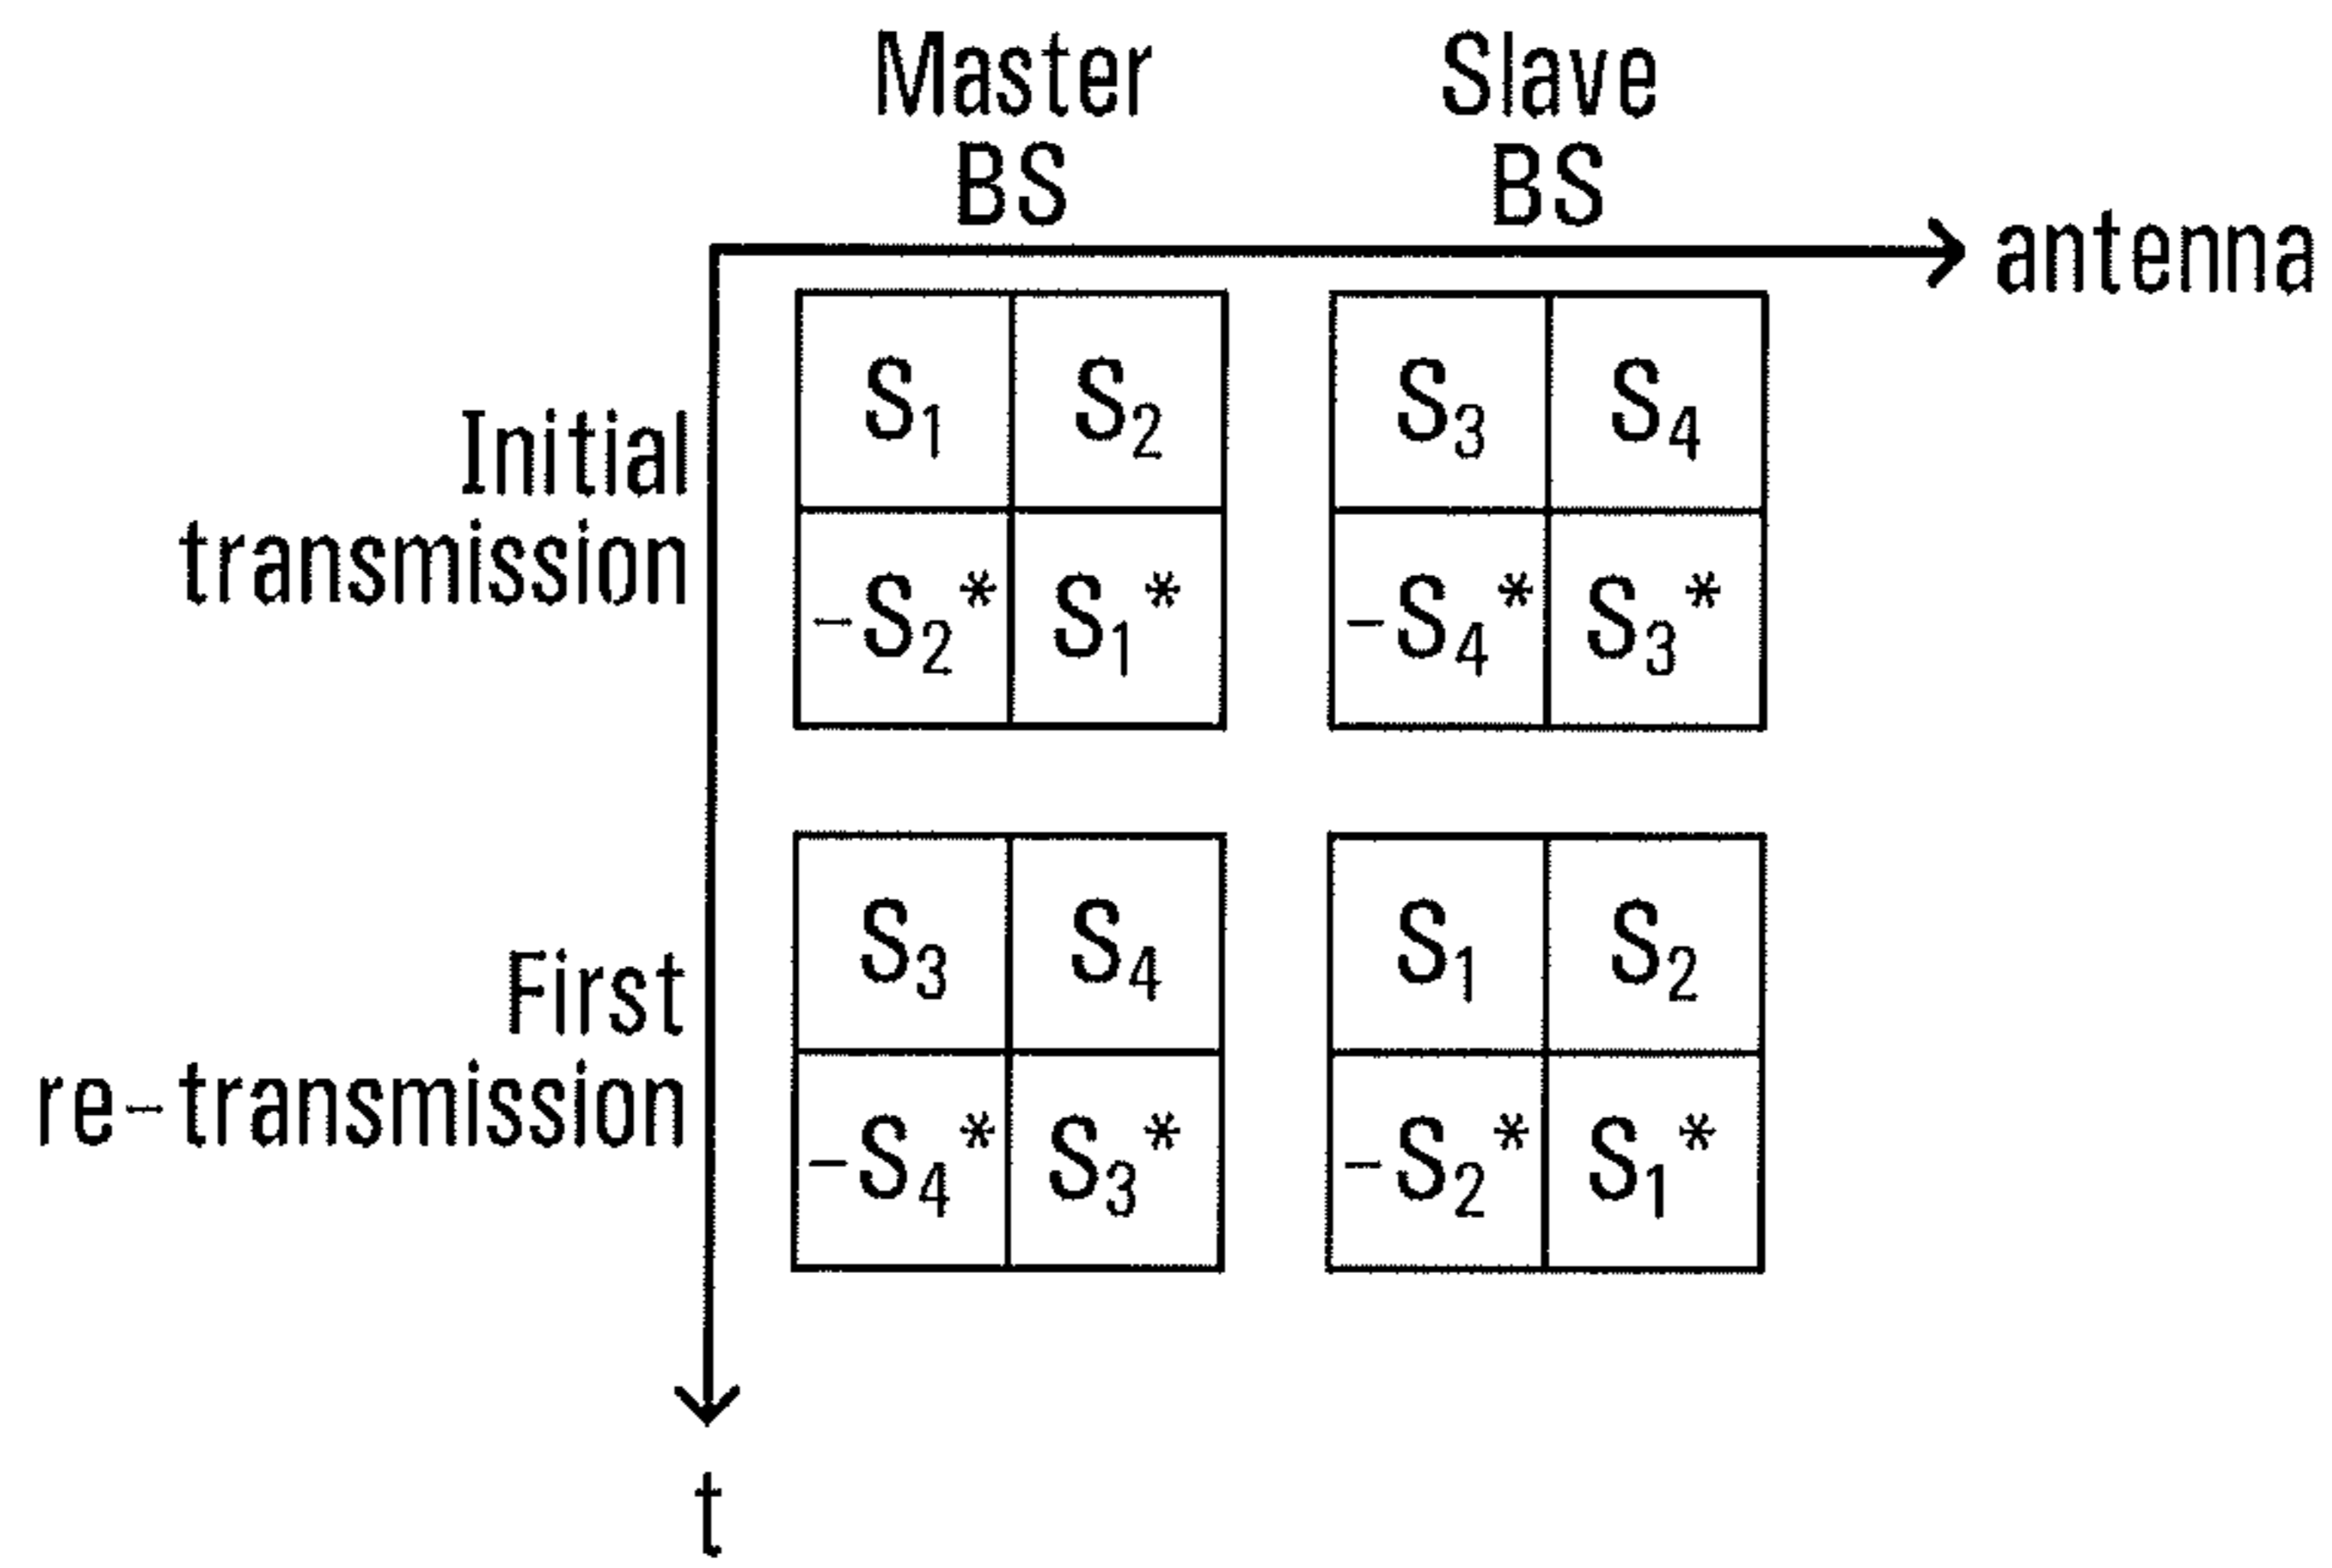 Master Slave
BS BS
antenna
S1 S2 S3 S4
Initial
transmission
-S2* S1* -S4* S3*
S3 S4 S1 S2
First
re-transmission
-S4* S3* -S2* S1*
t